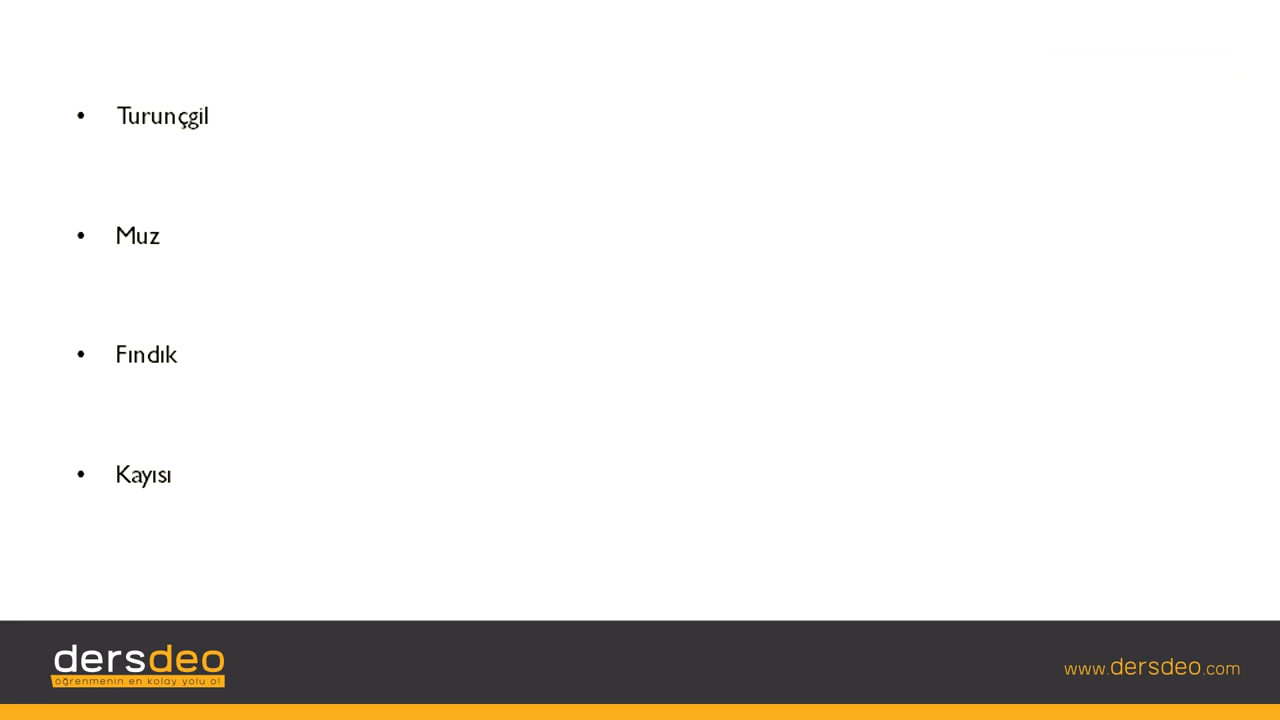 • Turunçgil
• Muz
• Fındık
• Kayısı
dersdeo
öğrenmenin en kolay yolu o!
www.dersdeo.com